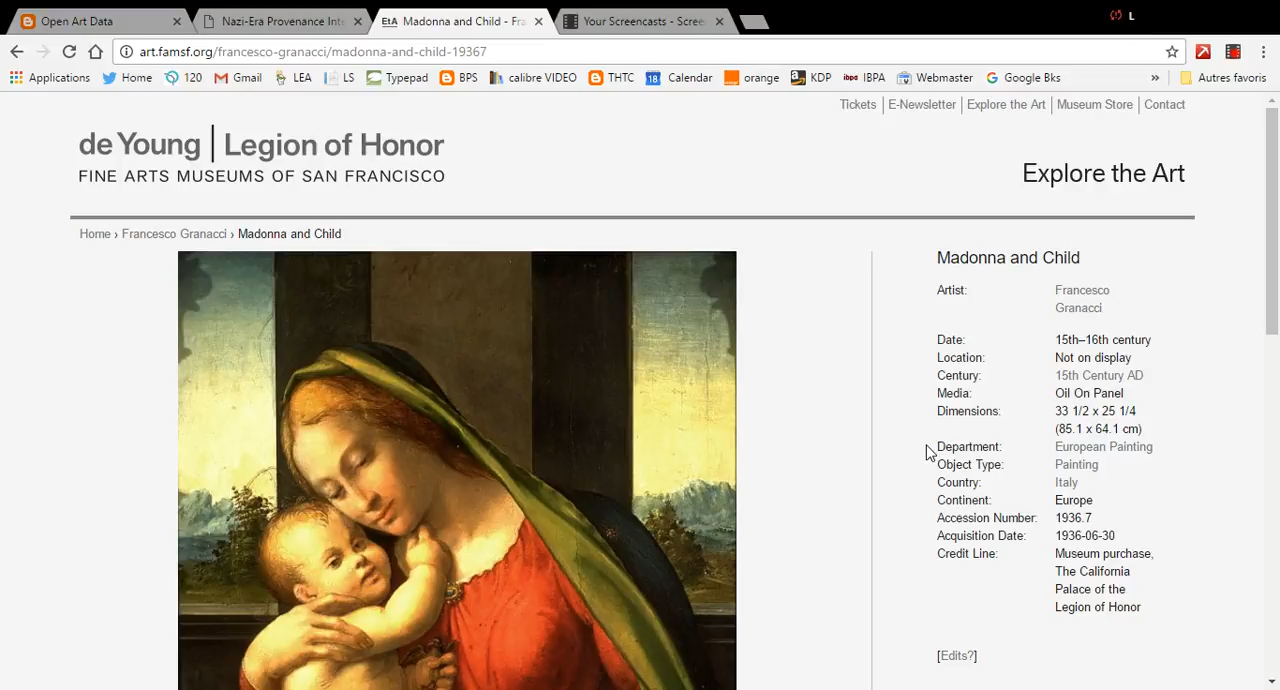 Open Art Data
Nazi-Era Provenance Inte
EtA Madonna and Child - Fra
Your Screencasts - Scree
L
art.famsf.org/francesco-granacci/madonna-and-child-19367
Applications Home 120 Gmail LEA LS Typepad BPS calibre VIDEO THTC 18 Calendar orange KDP IBPA Webmaster Google Bks » Autres favoris
Tickets E-Newsletter Explore the Art Museum Store Contact
de Young | Legion of Honor
FINE ARTS MUSEUMS OF SAN FRANCISCO
Explore the Art
Home › Francesco Granacci › Madonna and Child
Madonna and Child
Artist: Francesco
Granacci
Date: 15th–16th century
Location: Not on display
Century: 15th Century AD
Media: Oil On Panel
Dimensions: 33 1/2 x 25 1/4
(85.1 x 64.1 cm)
Department: European Painting
Object Type: Painting
Country: Italy
Continent: Europe
Accession Number: 1936.7
Acquisition Date: 1936-06-30
Credit Line: Museum purchase,
The California
Palace of the
Legion of Honor
[Edits?]